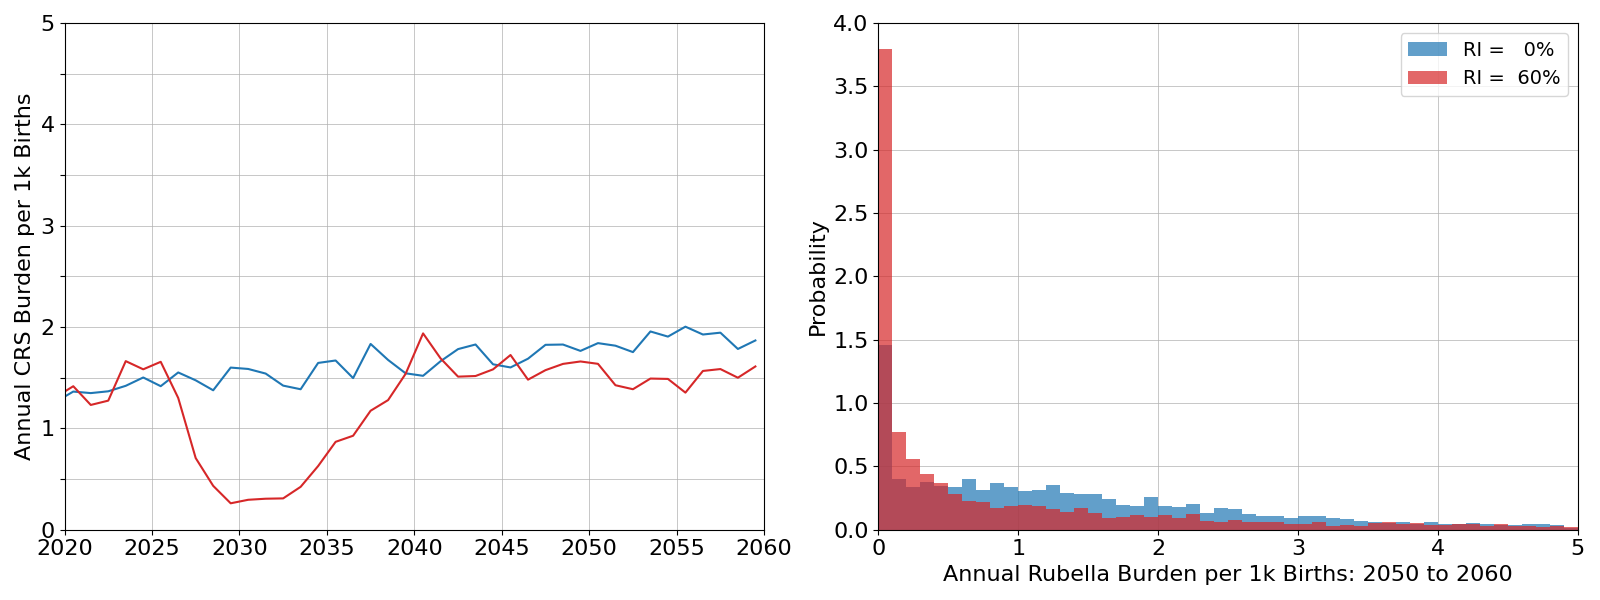 Annual CRS Burden per 1k Births
5
4
3
2
1
0
2020 2025 2030 2035 2040 2045 2050 2055 2060
Probability
4.0
3.5
3.0
2.5
2.0
1.5
1.0
0.5
0.0
0 1 2 3 4 5
Annual Rubella Burden per 1k Births: 2050 to 2060
RI = 0%
RI = 60%